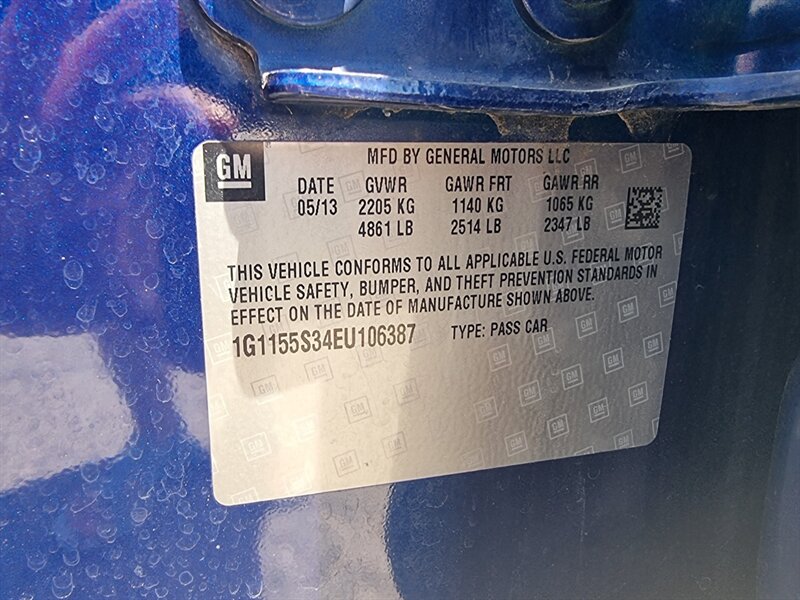 GM
MFD BY GENERAL MOTORS LLC
DATE GVWR GAWR FRT GAWR RR
05/13 2205 KG 1140 KG 1065 KG
4861 LB 2514 LB 2347 LB
THIS VEHICLE CONFORMS TO ALL APPLICABLE U.S. FEDERAL MOTOR
VEHICLE SAFETY, BUMPER, AND THEFT PREVENTION STANDARDS IN
EFFECT ON THE DATE OF MANUFACTURE SHOWN ABOVE.
1G1155S34EU106387 TYPE: PASS CAR